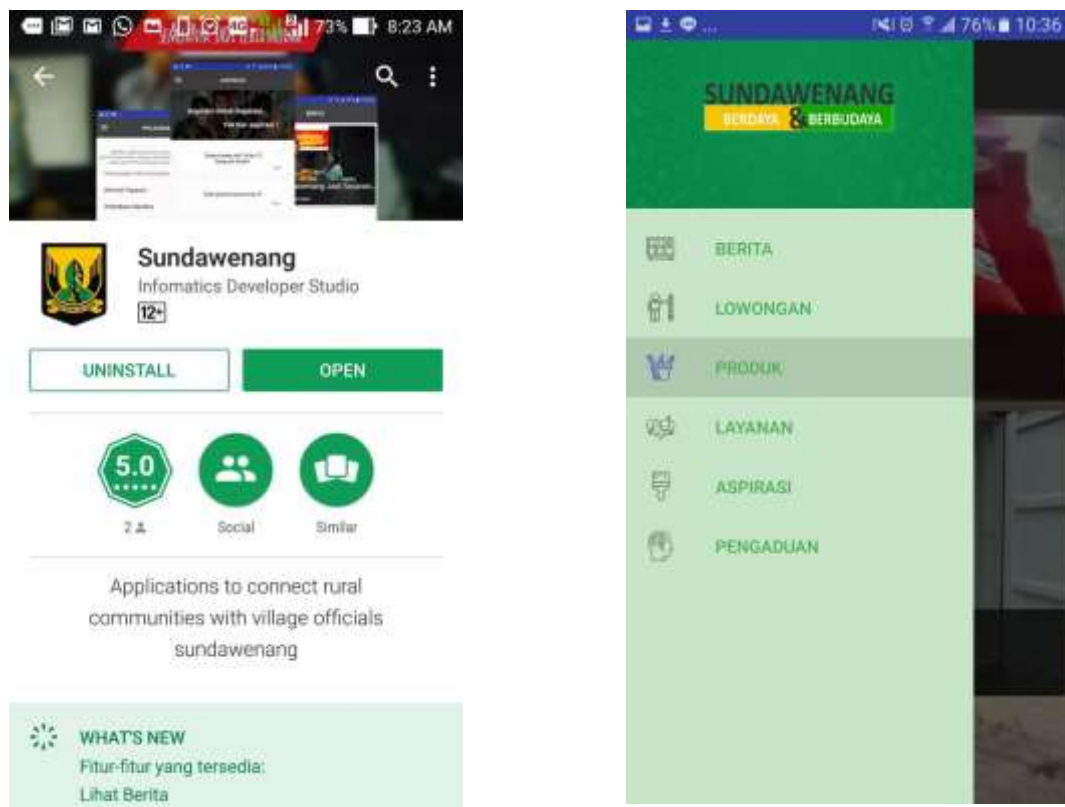 73% 8:23 AM
Sundawenang
Infomatics Developer Studio
12+
UNINSTALL
OPEN
5.0
2
Social
Similar
Applications to connect rural
communities with village officials
sundawenang
WHAT'S NEW
Fitur-fitur yang tersedia:
Lihat Berita
... 76% 10:36
SUNDAWENANG
BERDAYA & BERBUDAYA
BERITA
LOWONGAN
PRODUK
LAYANAN
ASPIRASI
PENGADUAN